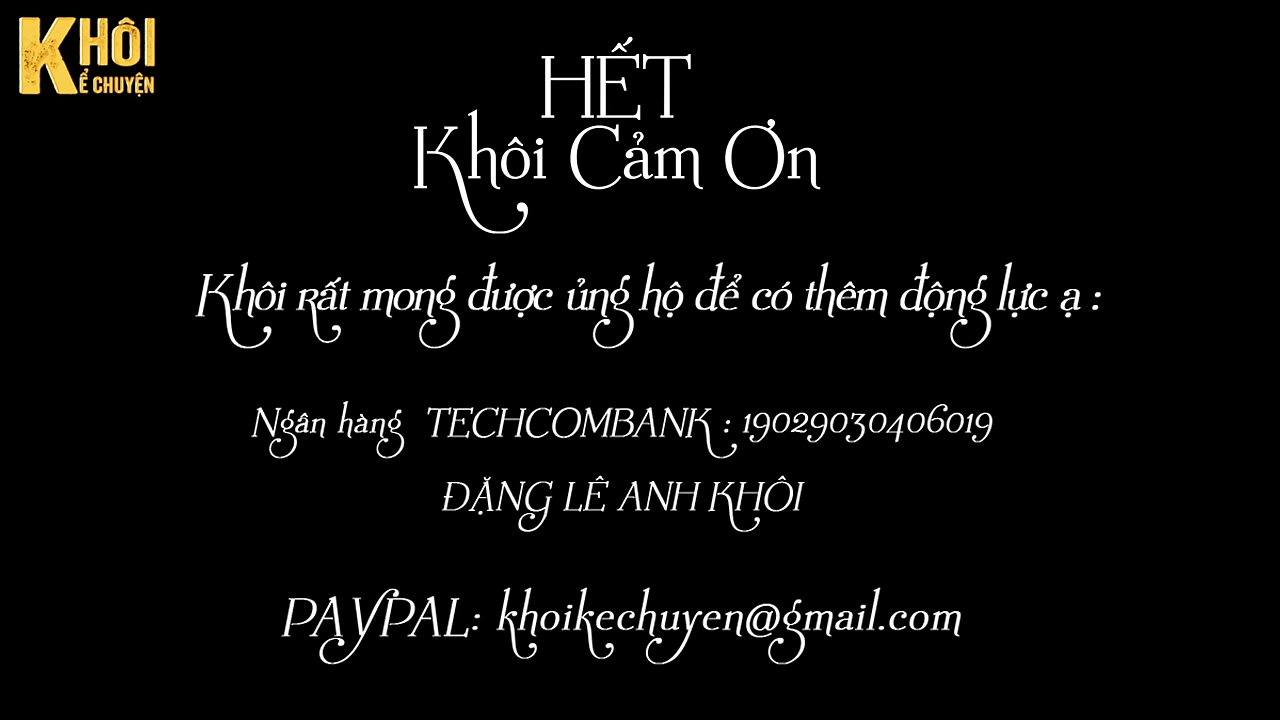 KHÔI
KỂ CHUYỆN
HẾT
Khôi Cảm Ơn
Khôi rất mong được ủng hộ để có thêm động lực ạ :
Ngân hàng TECHCOMBANK : 19029030406019
ĐẶNG LÊ ANH KHÔI
PAYPAL: khoikechuyen@gmail.com